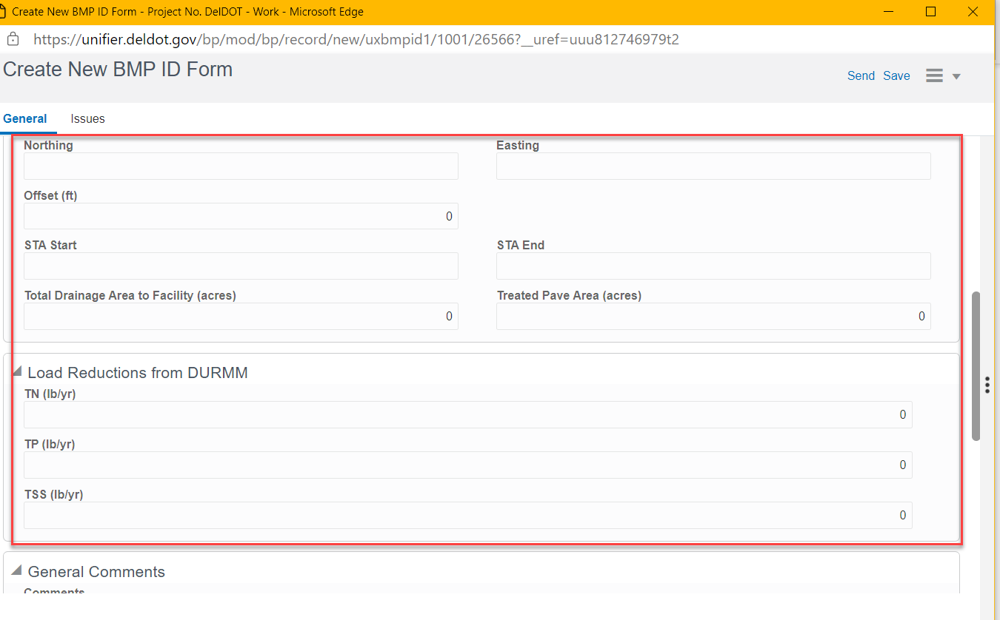 Create New BMP ID Form - Project No. DelDOT - Work - Microsoft Edge
https://unifier.deldot.gov/bp/mod/bp/record/new/uxbmpid1/1001/26566?__uref=uuu812746979t2
Create New BMP ID Form
Send Save
General Issues
Northing Easting
Offset (ft)
0
STA Start STA End
Total Drainage Area to Facility (acres) Treated Pave Area (acres)
0 0
Load Reductions from DURMM
TN (lb/yr)
0
TP (lb/yr)
0
TSS (lb/yr)
0
General Comments
Comments